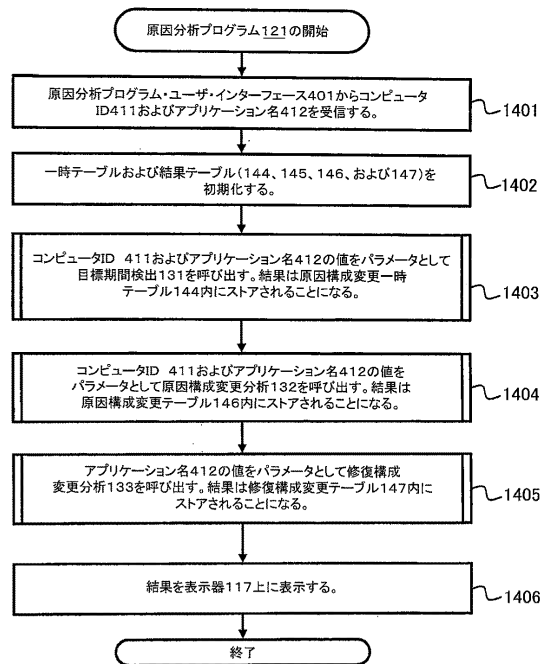 原因分析プログラム121の開始
原因分析プログラム・ユーザ・インターフェース401からコンピュータ
ID411およびアプリケーション名412を受信する。
1401
一時テーブルおよび結果テーブル(144、145、146、および147)を
初期化する。
1402
コンピュータID 411およびアプリケーション名412の値をパラメータとして
目標期間検出131を呼び出す。結果は原因構成変更一時
テーブル144内にストアされることになる。
1403
コンピュータID 411およびアプリケーション名412の値を
パラメータとして原因構成変更分析132を呼び出す。結果は
原因構成変更テーブル146内にストアされることになる。
1404
アプリケーション名412の値をパラメータとして修復構成
変更分析133を呼び出す。結果は修復構成変更テーブル147内に
ストアされることになる。
1405
結果を表示器117上に表示する。
1406
終了